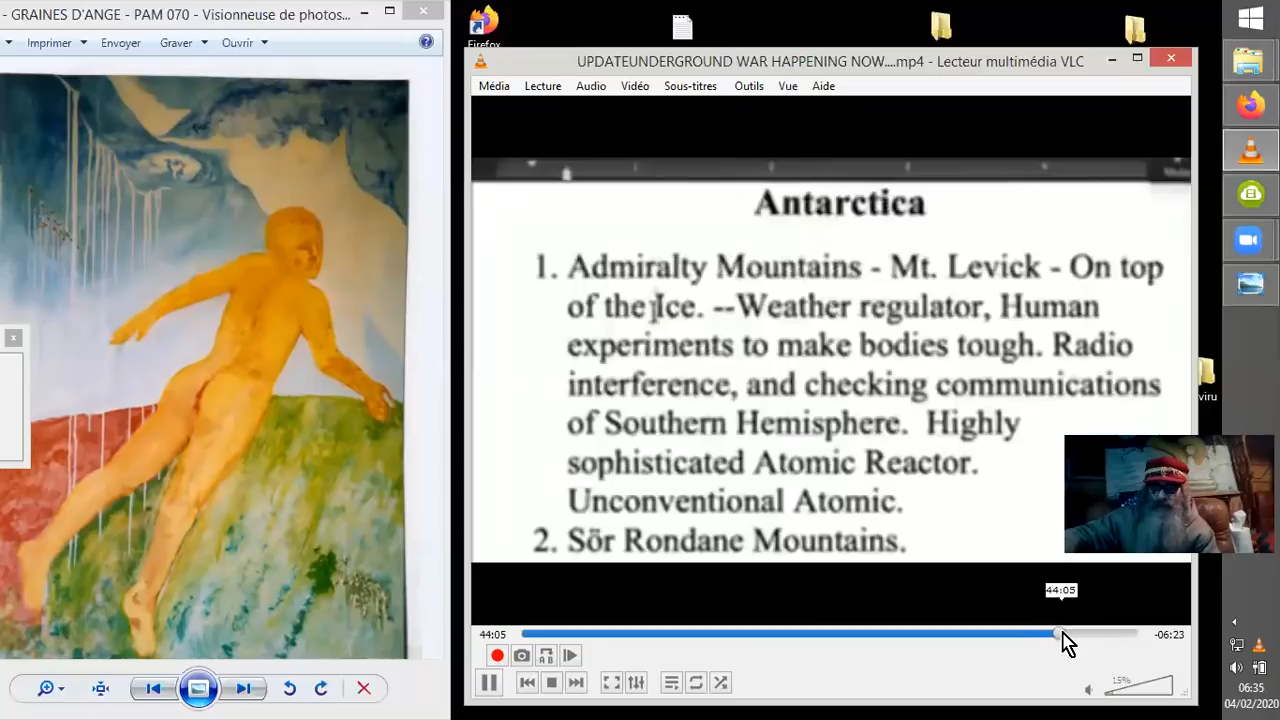 GRAINES D'ANGE - PAM 070 - Visionneuse de photos...
primer Envoyer Graver Ouvrir
Firefox
UPDATEUNDERGROUND WAR HAPPENING NOW....mp4 - Lecteur multimédia VLC
Média Lecture Audio Vidéo Sous-titres Outils Vue Aide
Antarctica
1. Admiralty Mountains - Mt. Levick - On top
of the Ice. --Weather regulator, Human
experiments to make bodies tough. Radio
interference, and checking communications
of Southern Hemisphere. Highly
sophisticated Atomic Reactor.
Unconventional Atomic.
2. Sör Rondane Mountains.
viru
44:05
44:05 -06:23
15%
06:35
04/02/2020